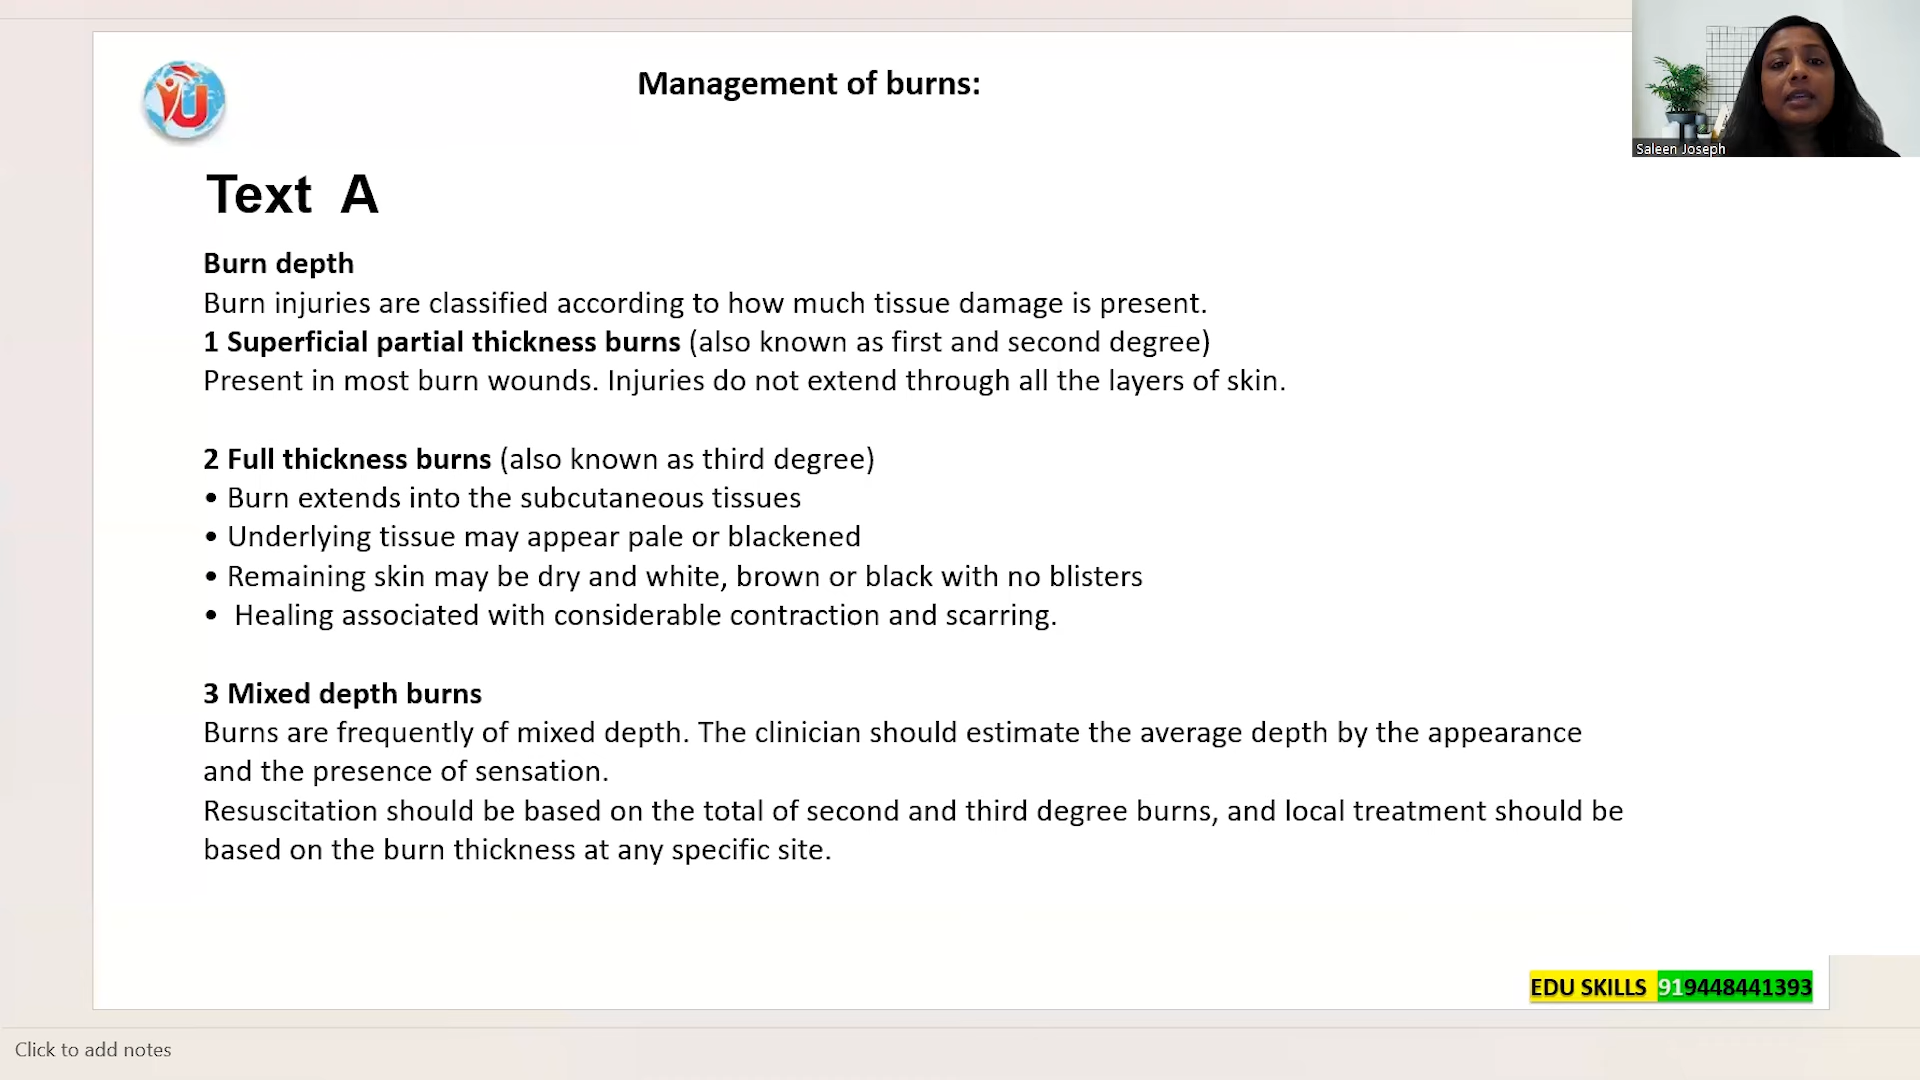 Management of burns:
Saleen Joseph
Text A
Burn depth
Burn injuries are classified according to how much tissue damage is present.
1 Superficial partial thickness burns (also known as first and second degree)
Present in most burn wounds. Injuries do not extend through all the layers of skin.
2 Full thickness burns (also known as third degree)
• Burn extends into the subcutaneous tissues
• Underlying tissue may appear pale or blackened
• Remaining skin may be dry and white, brown or black with no blisters
• Healing associated with considerable contraction and scarring.
3 Mixed depth burns
Burns are frequently of mixed depth. The clinician should estimate the average depth by the appearance
and the presence of sensation.
Resuscitation should be based on the total of second and third degree burns, and local treatment should be
based on the burn thickness at any specific site.
EDU SKILLS 919448441393
Click to add notes